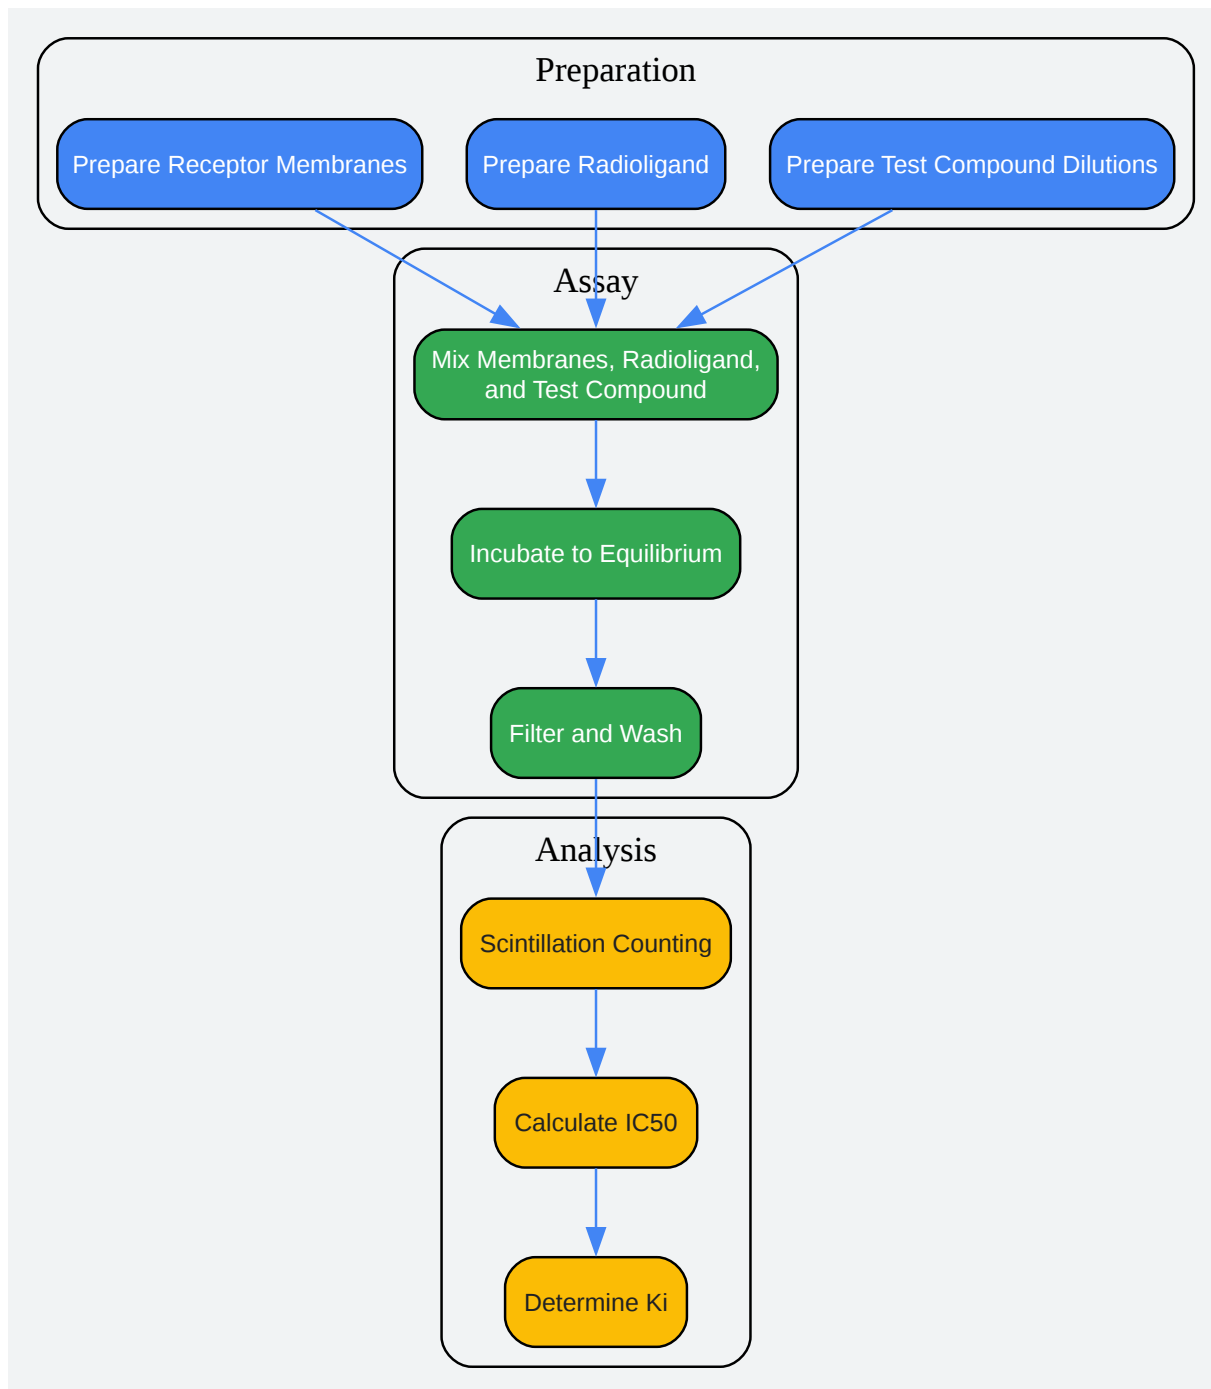 Preparation
Prepare Receptor Membranes
Prepare Radioligand
Prepare Test Compound Dilutions
Assay
Mix Membranes, Radioligand,
and Test Compound
Incubate to Equilibrium
Filter and Wash
Analysis
Scintillation Counting
Calculate IC50
Determine Ki